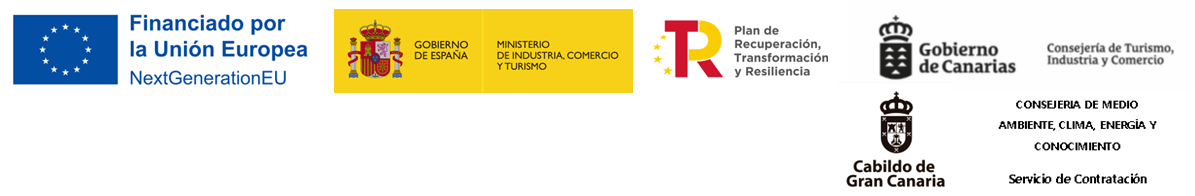 Financiado por
la Unión Europea
NextGenerationEU
GOBIERNO
DE ESPAÑA
MINISTERIO
DE INDUSTRIA, COMERCIO
Y TURISMO
Plan de
Recuperación,
Transformación
y Resiliencia
Gobierno
de Canarias
Consejería de Turismo,
Industria y Comercio
Cabildo de
Gran Canaria
CONSEJERIA DE MEDIO
AMBIENTE, CLIMA, ENERGÍA Y
CONOCIMIENTO
Servicio de Contratación